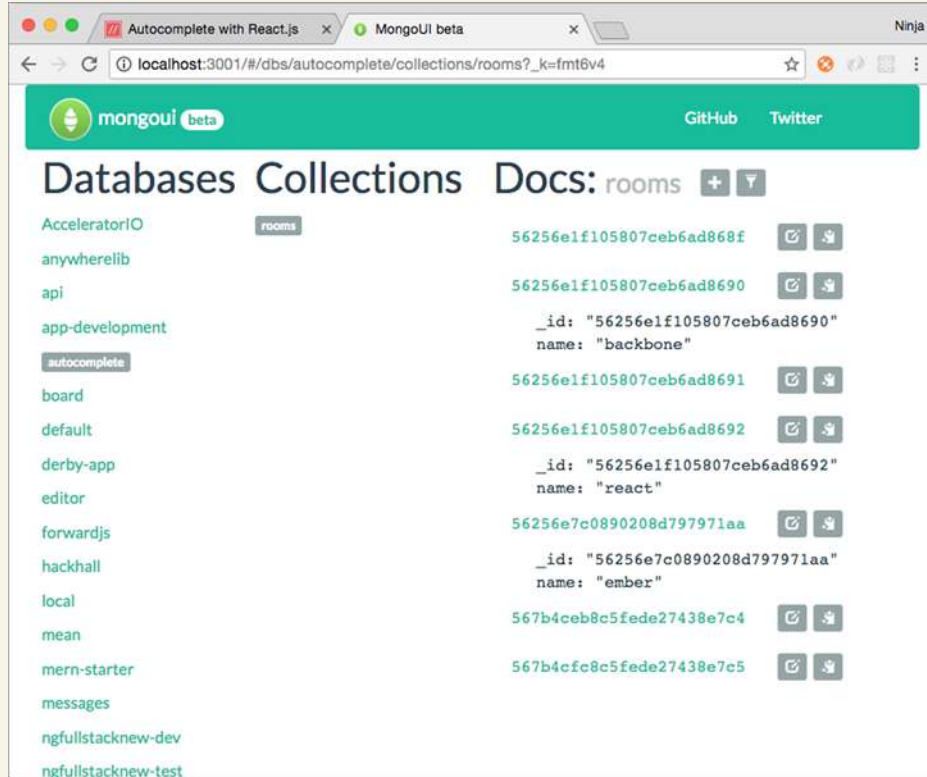 Autocomplete with React.js
MongoUI beta
Ninja
localhost:3001/#/dbs/autocomplete/collections/rooms?_k=fmt6v4
mongoui beta
GitHub
Twitter
Databases
Collections
Docs: rooms
AcceleratorIO
anywherelib
api
app-development
autocomplete
board
default
derby-app
editor
forwardjs
hackhall
local
mean
mern-starter
messages
ngfullstacknew-dev
ngfullstacknew-test
rooms
56256e1f105807ceb6ad868f
56256e1f105807ceb6ad8690
_id: "56256e1f105807ceb6ad8690"
name: "backbone"
56256e1f105807ceb6ad8691
56256e1f105807ceb6ad8692
_id: "56256e1f105807ceb6ad8692"
name: "react"
56256e7c0890208d797971aa
_id: "56256e7c0890208d797971aa"
name: "ember"
567b4ceb8c5fede27438e7c4
567b4cfc8c5fede27438e7c5